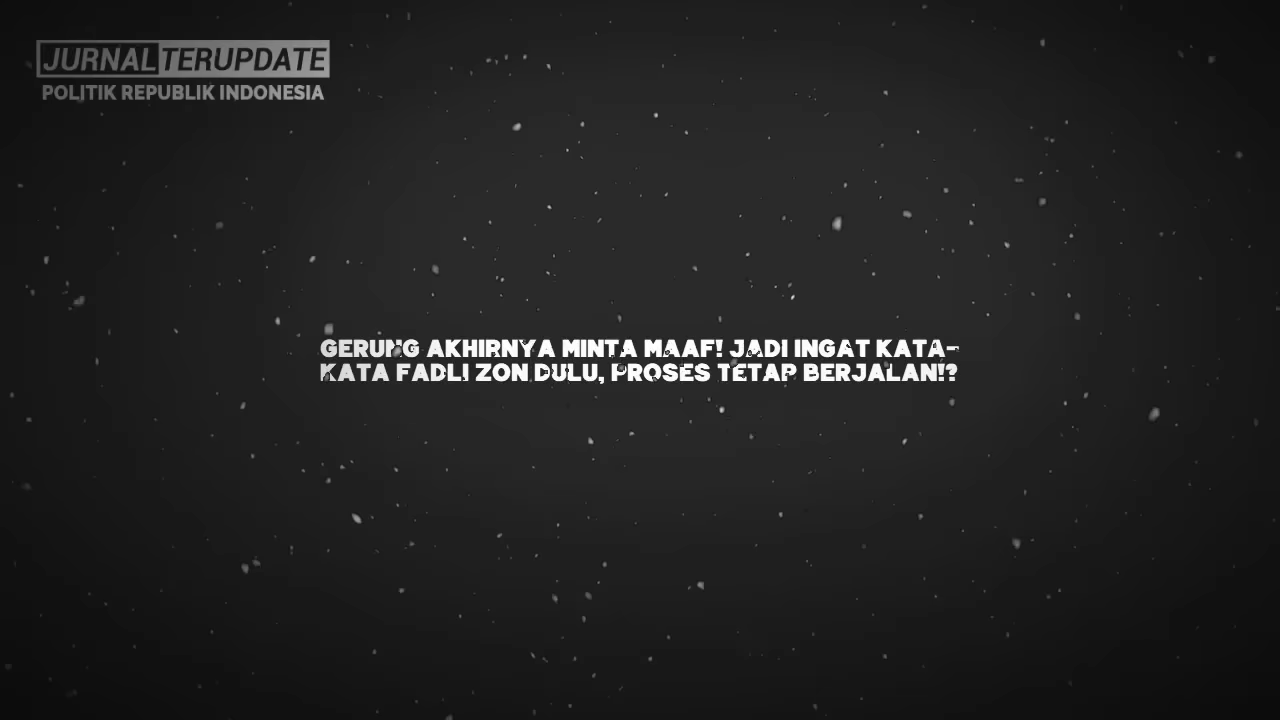 JURNALTERUPDATE
POLITIK REPUBLIK INDONESIA
GERUNG AKHIRNYA MINTA MAAF! JADI INGAT KATA-
KATA FADLI ZON DULU, PROSES TETAP BERJALAN!?